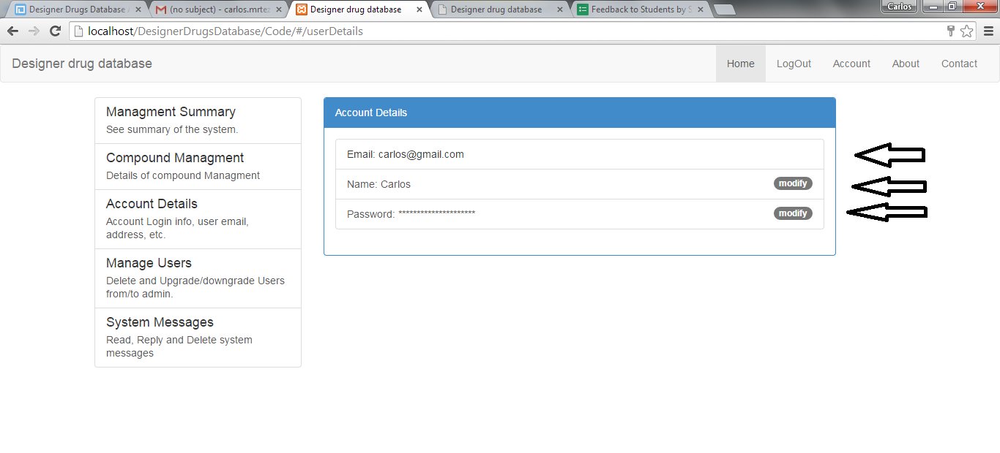 Designer Drugs Database
(no subject) - carlos.mrte
Designer drug database
Designer drug database
Feedback to Students by S
Carlos
localhost/DesignerDrugsDatabase/Code/#/userDetails
Designer drug database
Home
LogOut
Account
About
Contact
Managment Summary
See summary of the system.
Compound Managment
Details of compound Managment
Account Details
Account Login info, user email,
address, etc.
Manage Users
Delete and Upgrade/downgrade Users
from/to admin.
System Messages
Read, Reply and Delete system
messages
Account Details
Email: carlos@gmail.com
Name: Carlos
modify
Password: *********************
modify